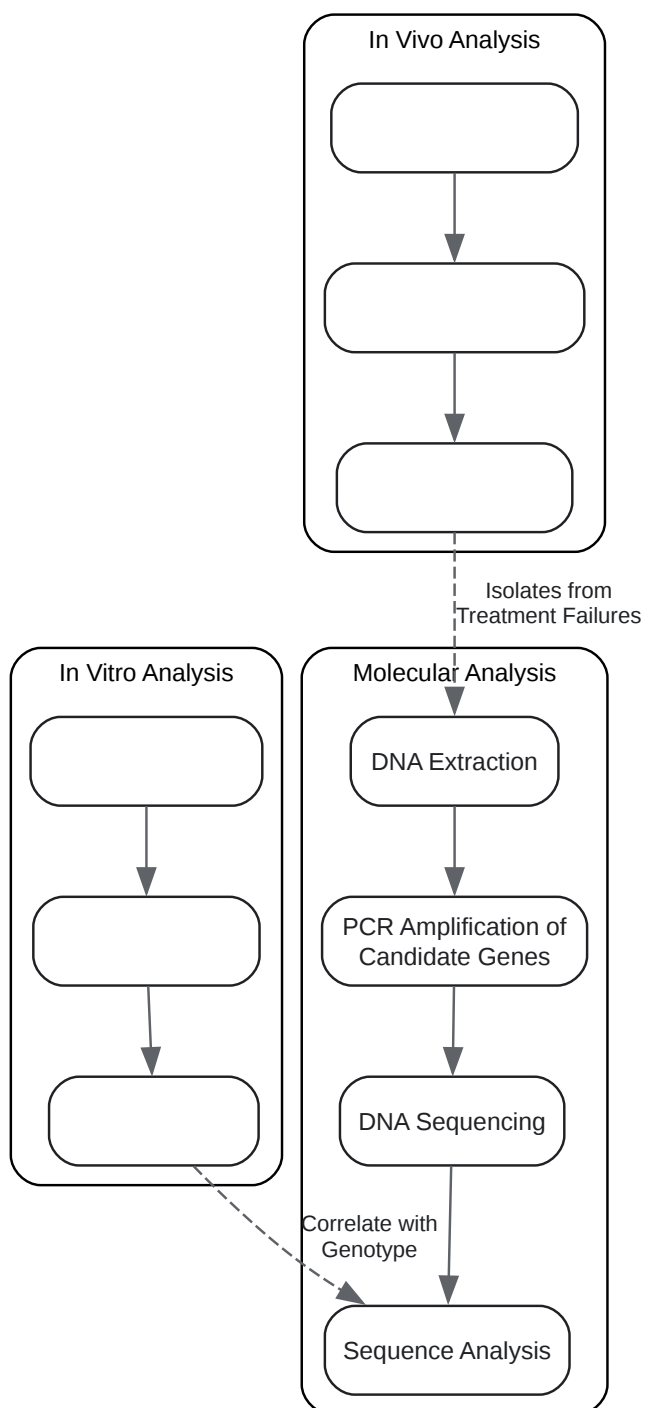 In Vivo Analysis
Isolates from
Treatment Failures
In Vitro Analysis
Molecular Analysis
DNA Extraction
PCR Amplification of
Candidate Genes
DNA Sequencing
Correlate with
Genotype
Sequence Analysis